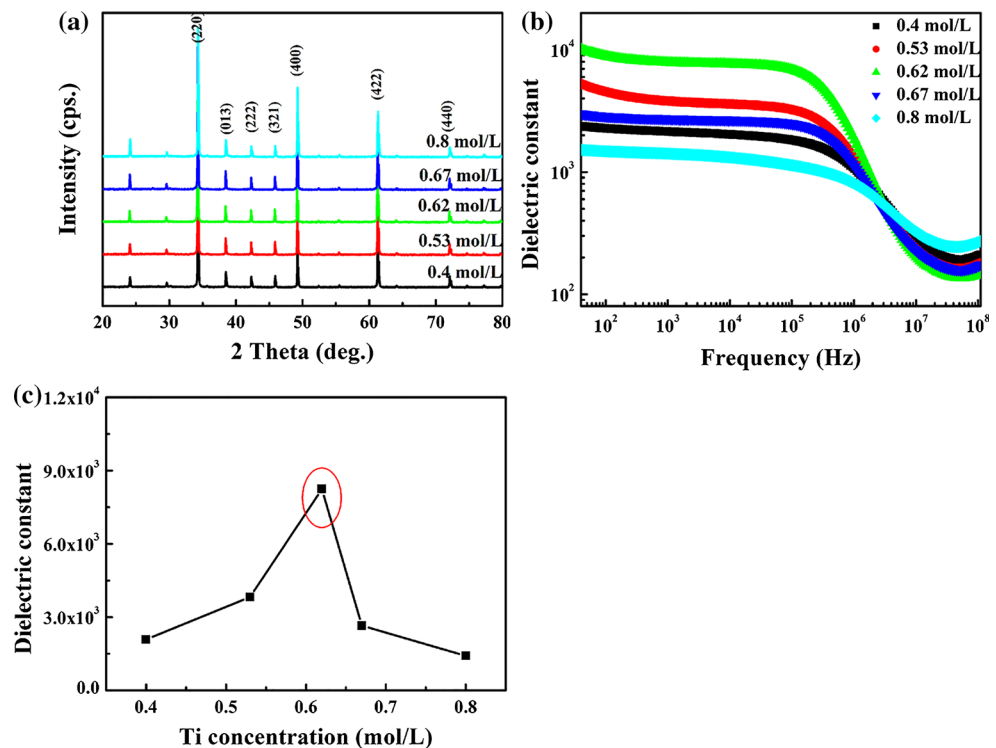 (a)
Intensity (cps.)
(220)
(013)
(222)
(321)
(400)
(422)
(440)
0.8 mol/L
0.67 mol/L
0.62 mol/L
0.53 mol/L
0.4 mol/L
20 30 40 50 60 70 80
2 Theta (deg.)
(b)
Dielectric constant
10^4
10^3
10^2
0.4 mol/L
0.53 mol/L
0.62 mol/L
0.67 mol/L
0.8 mol/L
10^2 10^3 10^4 10^5 10^6 10^7 10^8
Frequency (Hz)
(c)
Dielectric constant
1.2x10^4
9.0x10^3
6.0x10^3
3.0x10^3
0.0
0.4 0.5 0.6 0.7 0.8
Ti concentration (mol/L)